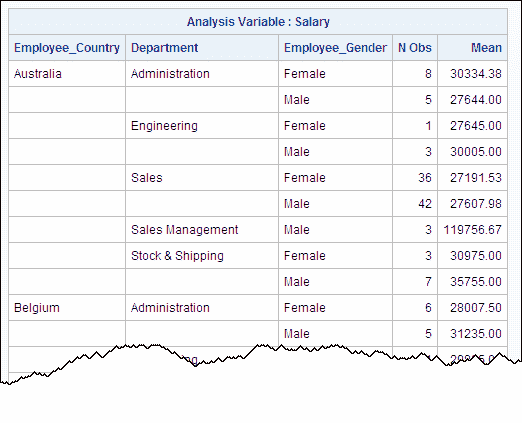 Analysis Variable : Salary
Employee_Country Department Employee_Gender N Obs Mean
Australia Administration Female 8 30334.38
Male 5 27644.00
Engineering Female 1 27645.00
Male 3 30005.00
Sales Female 36 27191.53
Male 42 27607.98
Sales Management Male 3 119756.67
Stock & Shipping Female 3 30975.00
Male 7 35755.00
Belgium Administration Female 6 28007.50
Male 5 31235.00